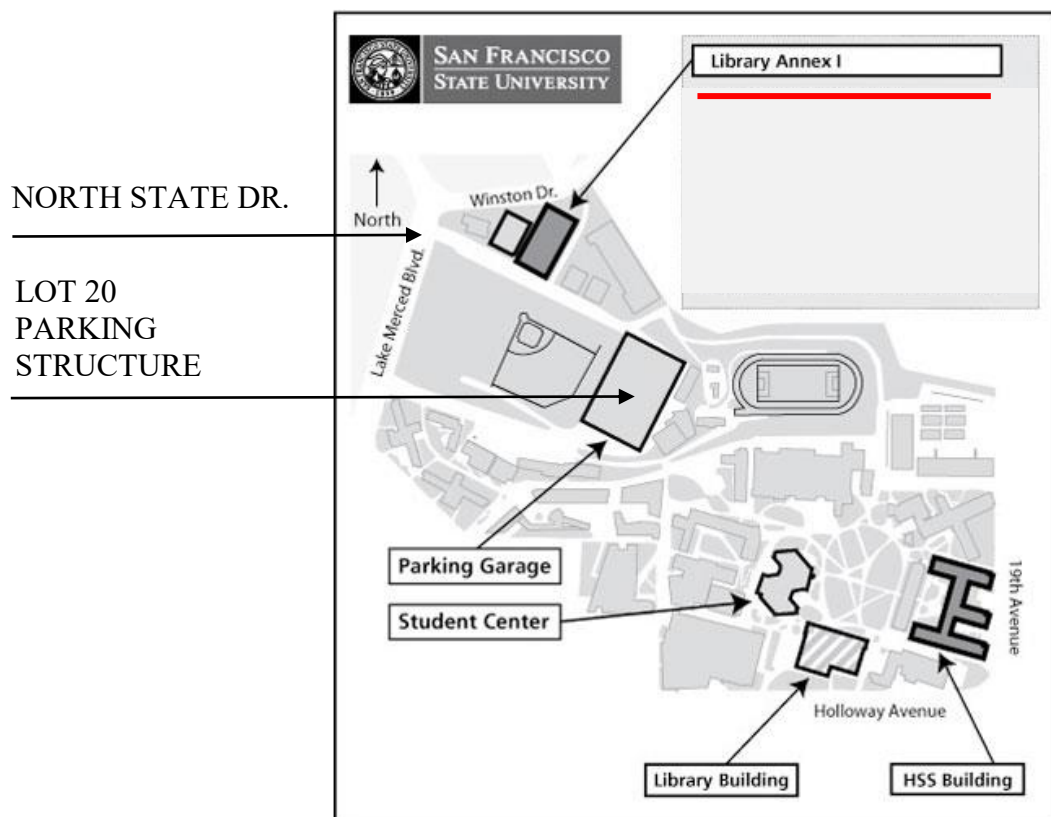 SAN FRANCISCO
STATE UNIVERSITY
Library Annex I
NORTH STATE DR.
Winston Dr.
North
LOT 20
PARKING
STRUCTURE
Lake Merced Blvd.
Parking Garage
Student Center
19th Avenue
Holloway Avenue
Library Building
HSS Building